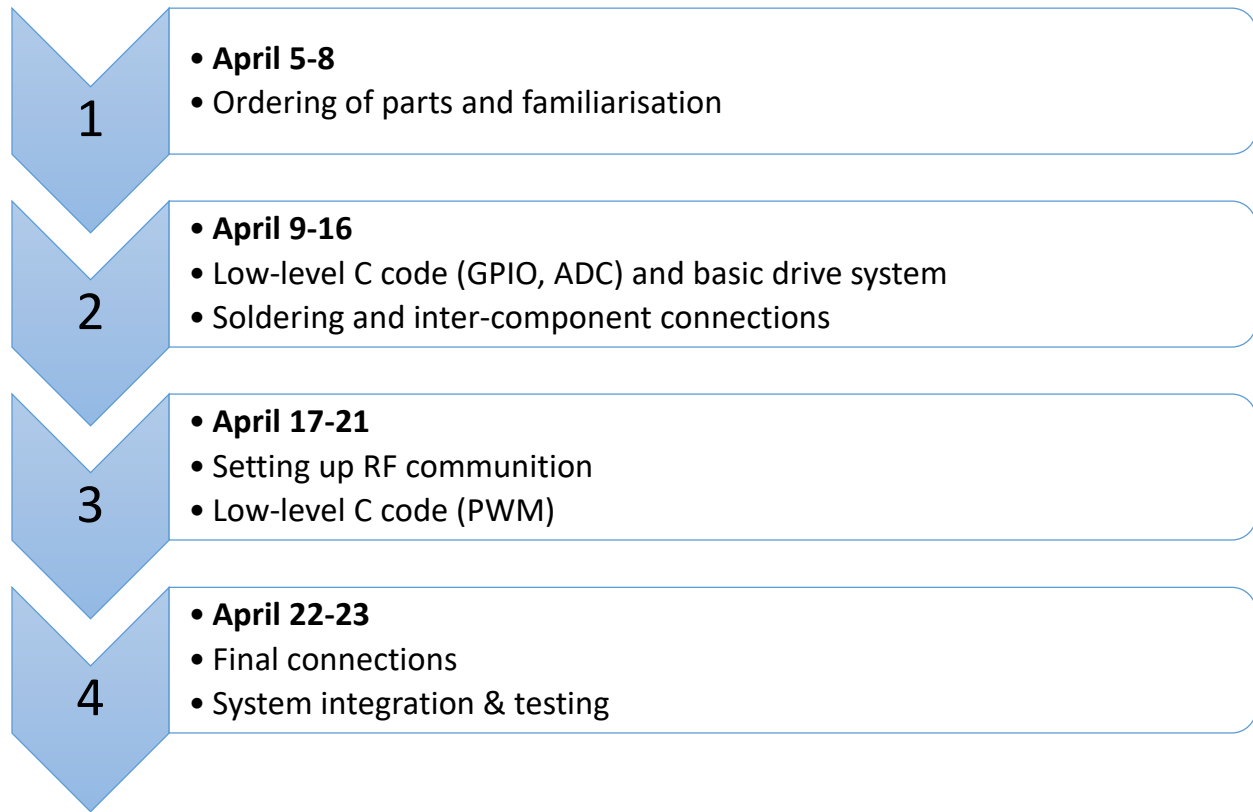 1
• April 5-8
• Ordering of parts and familiarisation
2
• April 9-16
• Low-level C code (GPIO, ADC) and basic drive system
• Soldering and inter-component connections
3
• April 17-21
• Setting up RF communition
• Low-level C code (PWM)
4
• April 22-23
• Final connections
• System integration & testing